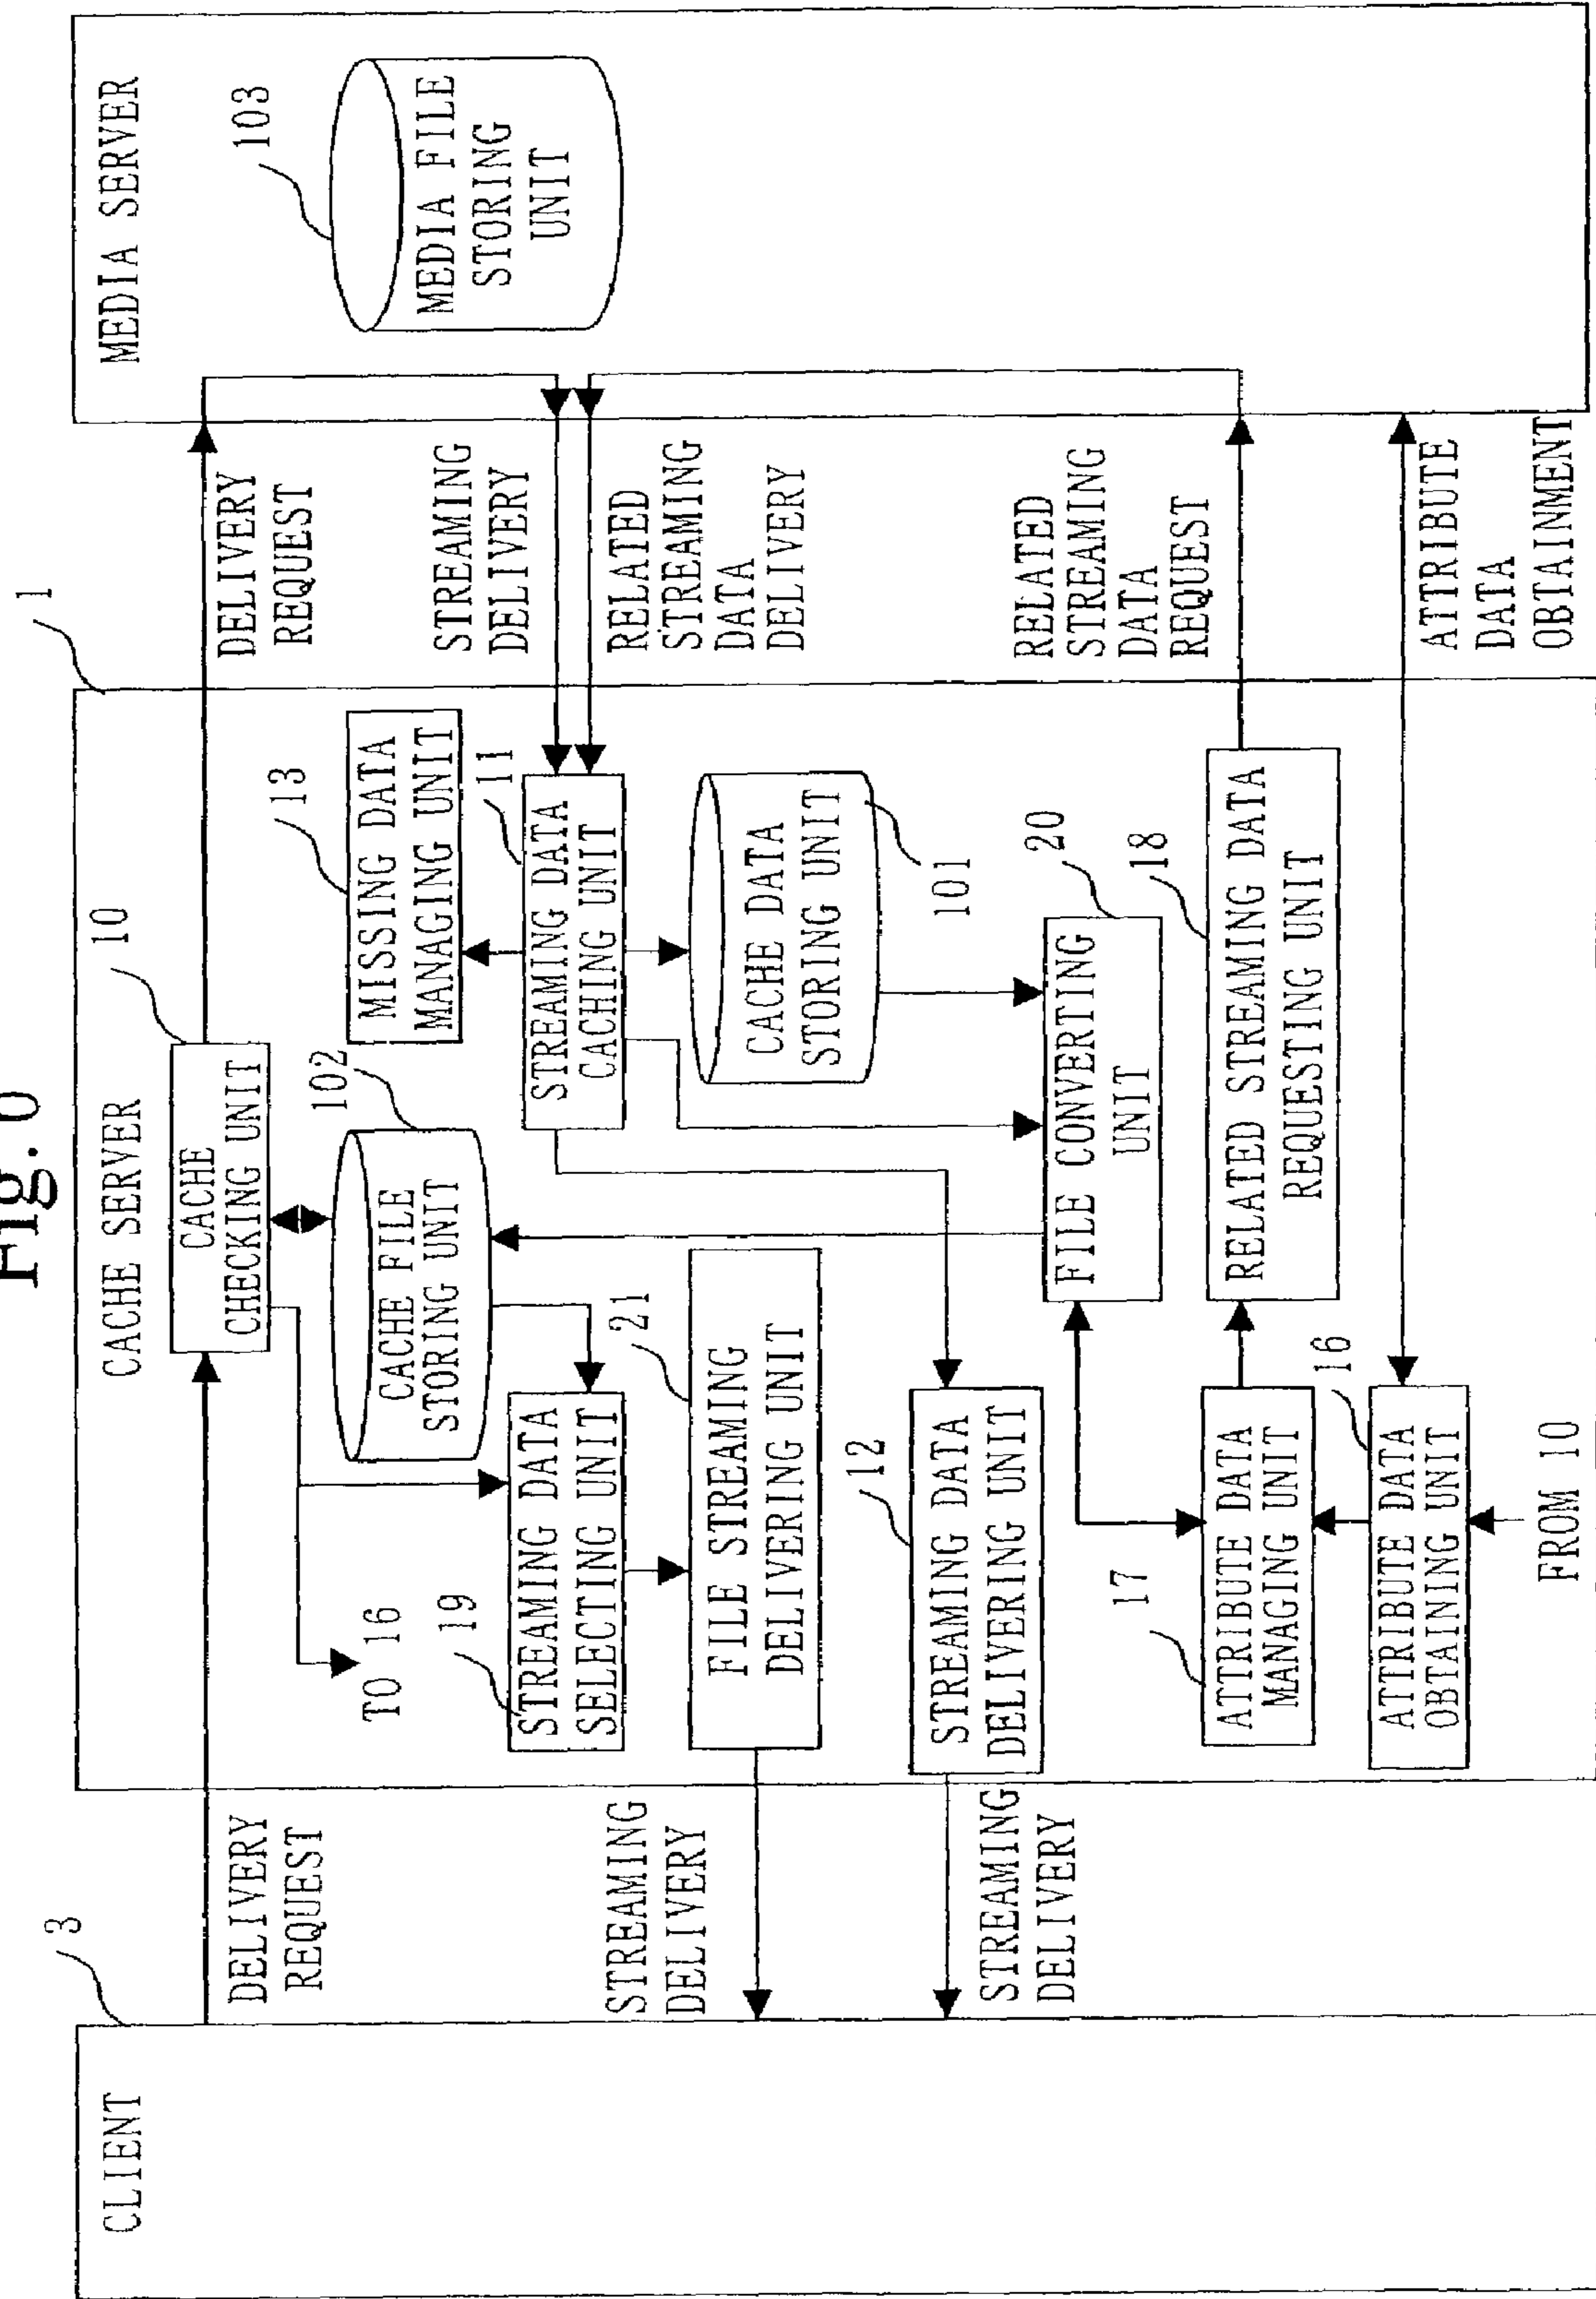 Fig. 6
CLIENT
3
DELIVERY
REQUEST
STREAMING
DELIVERY
STREAMING
DELIVERY
CACHE SERVER
1
CACHE
CHECKING UNIT
10
TO 16
CACHE FILE
STORING UNIT
102
MISSING DATA
MANAGING UNIT
13
19
STREAMING DATA
SELECTING UNIT
STREAMING DATA
CACHING UNIT
11
FILE STREAMING
DELIVERING UNIT
21
CACHE DATA
STORING UNIT
101
STREAMING DATA
DELIVERING UNIT
12
FILE CONVERTING
UNIT
20
17
ATTRIBUTE DATA
MANAGING UNIT
RELATED STREAMING DATA
REQUESTING UNIT
18
ATTRIBUTE DATA
OBTAINING UNIT
16
FROM 10
DELIVERY
REQUEST
STREAMING
DELIVERY
RELATED
STREAMING
DATA
DELIVERY
RELATED
STREAMING
DATA
REQUEST
ATTRIBUTE
DATA
OBTAINMENT
MEDIA SERVER
103
MEDIA FILE
STORING
UNIT